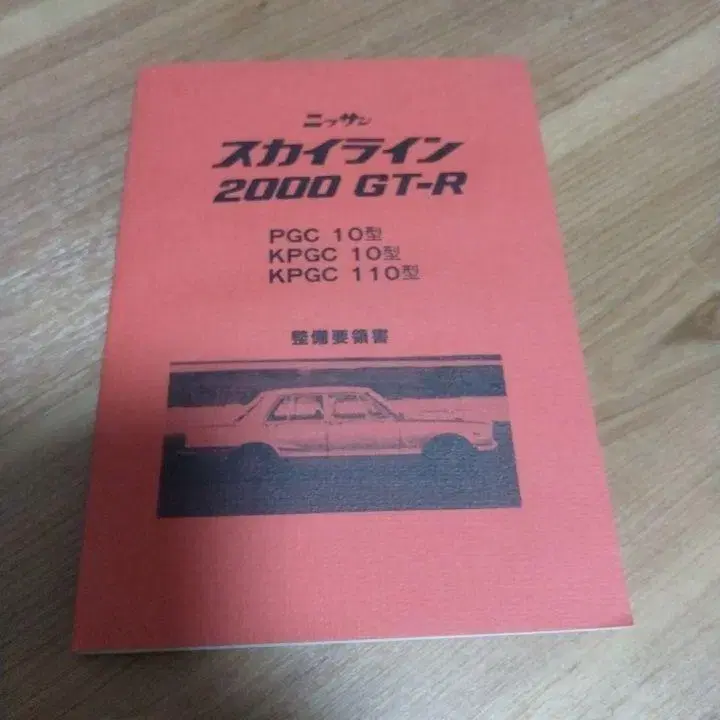 ニッサン
スカイライン
2000 GT-R
PGC 10型
KPGC 10型
KPGC 110型
整備要領書